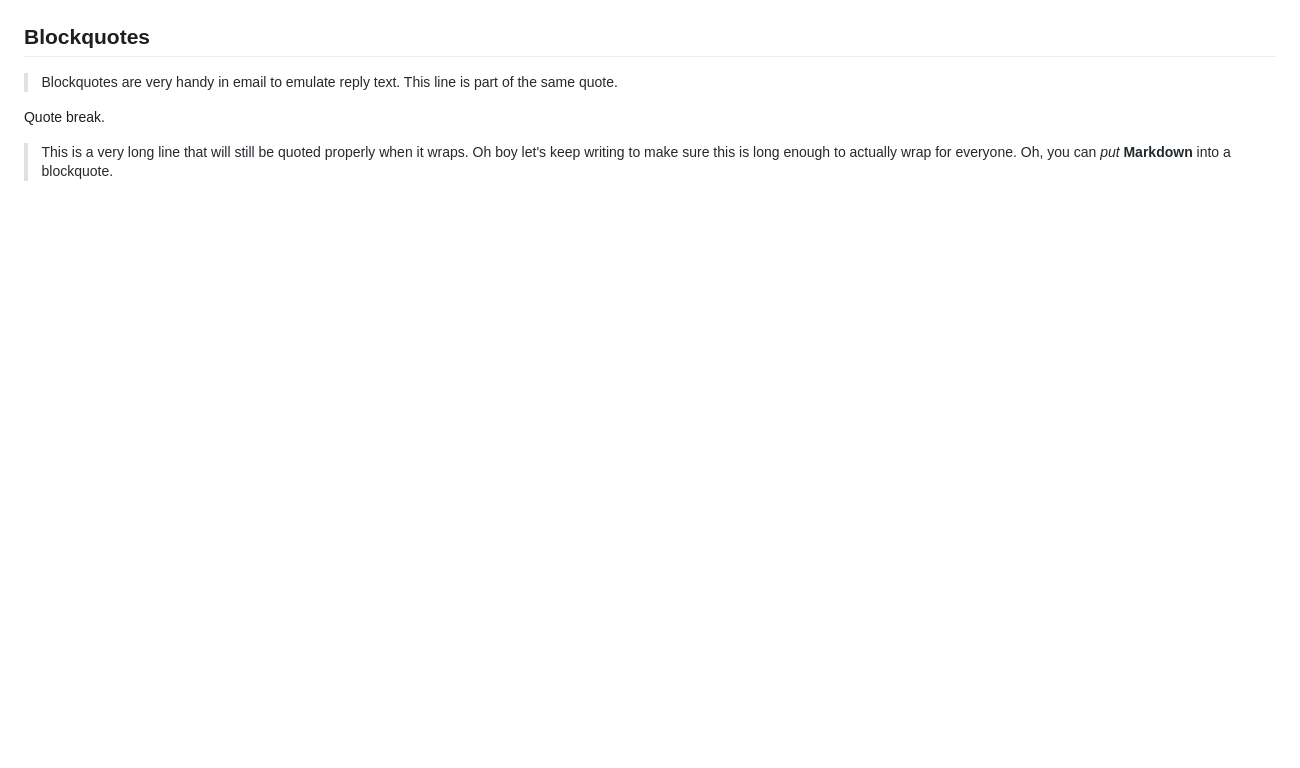 Blockquotes
Blockquotes are very handy in email to emulate reply text. This line is part of the same quote.
Quote break.
This is a very long line that will still be quoted properly when it wraps. Oh boy let's keep writing to make sure this is long enough to actually wrap for everyone. Oh, you can put Markdown into a
blockquote.